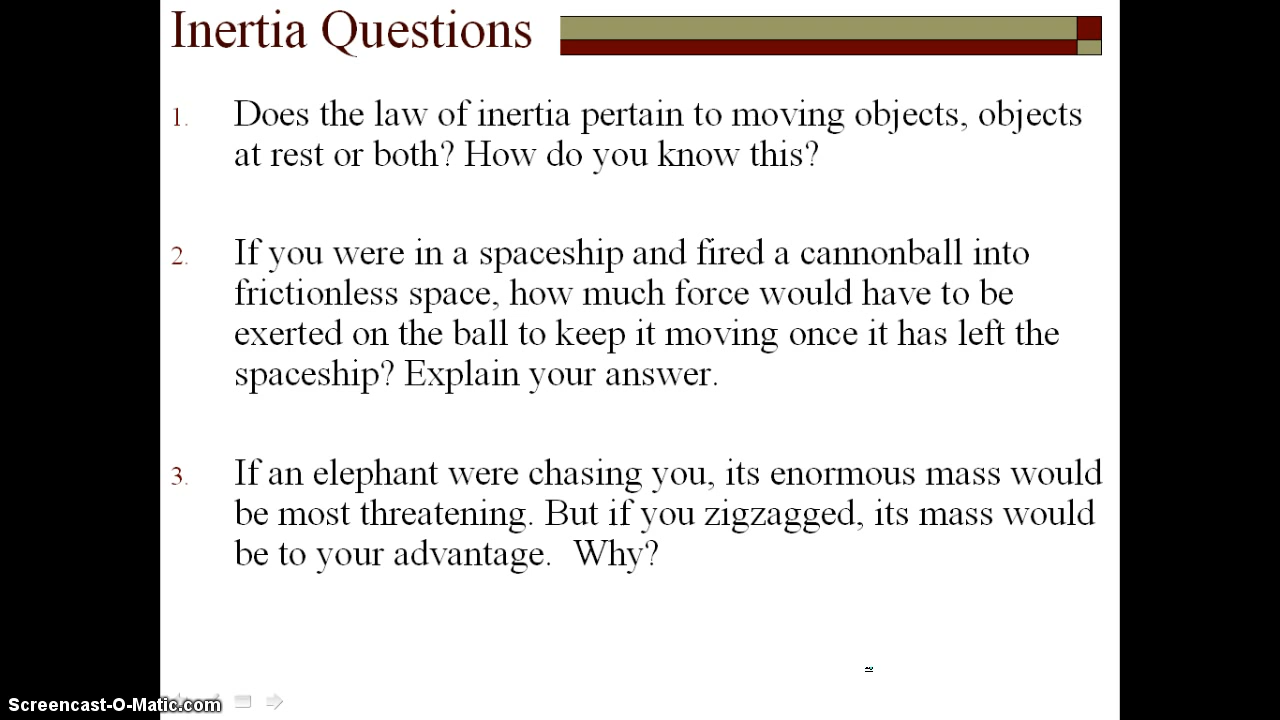 Inertia Questions
1. Does the law of inertia pertain to moving objects, objects
at rest or both? How do you know this?
2. If you were in a spaceship and fired a cannonball into
frictionless space, how much force would have to be
exerted on the ball to keep it moving once it has left the
spaceship? Explain your answer.
3. If an elephant were chasing you, its enormous mass would
be most threatening. But if you zigzagged, its mass would
be to your advantage.  Why?
Screencast-O-Matic.com